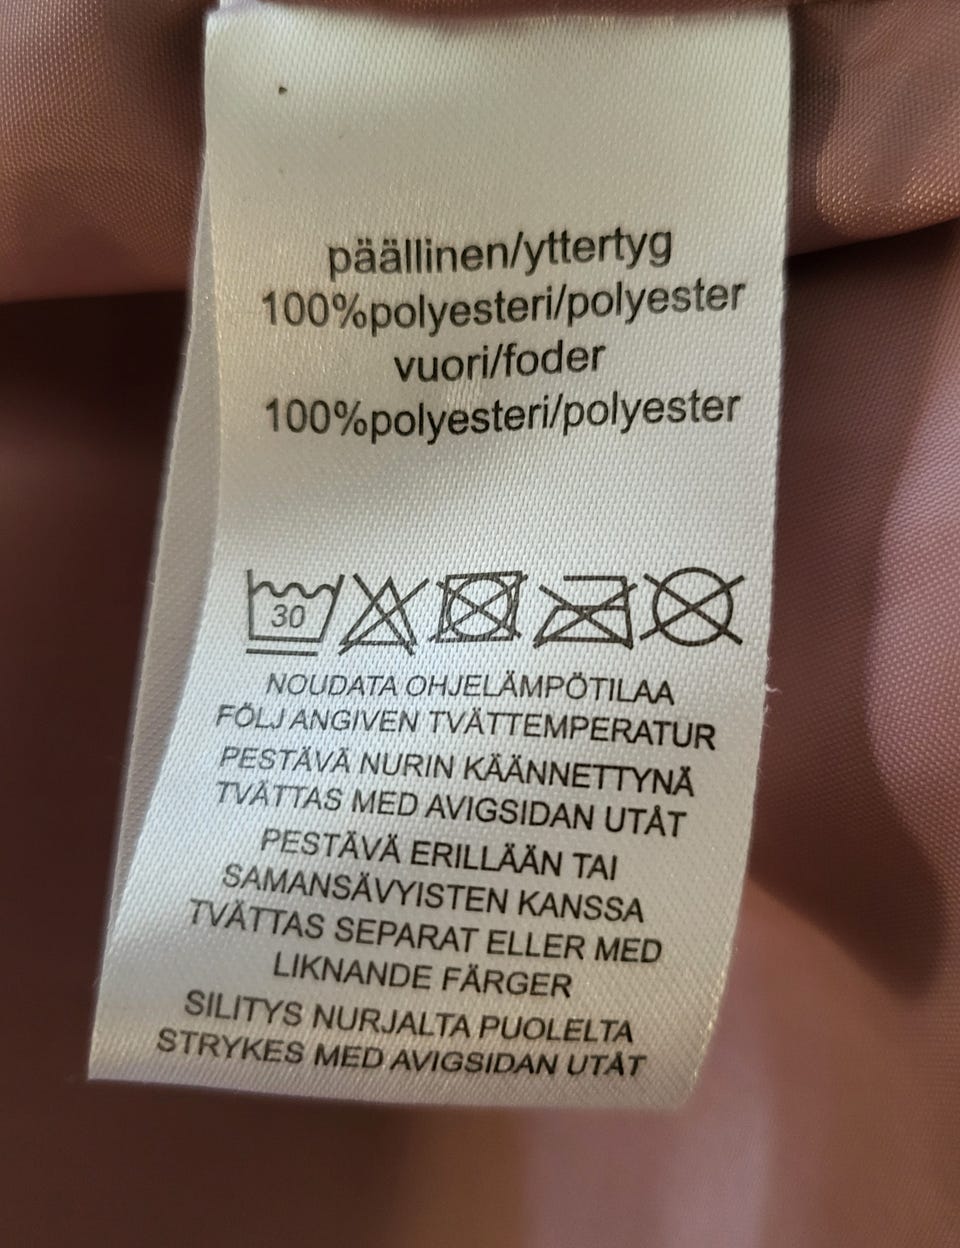 päällinen/yttertyg
100%polyesteri/polyester
vuori/foder
100%polyesteri/polyester
30
NOUDATA OHJELÄMPÖTILAA
FÖLJ ANGIVEN TVÄTTEMPERATUR
PESTÄVÄ NURIN KÄÄNNETTYNÄ
TVÄTTAS MED AVIGSIDAN UTÅT
PESTÄVÄ ERILLÄÄN TAI
SAMANSÄVYISTEN KANSSA
TVÄTTAS SEPARAT ELLER MED
LIKNANDE FÄRGER
SILITYS NURJALTA PUOLELTA
STRYKES MED AVIGSIDAN UTÅT